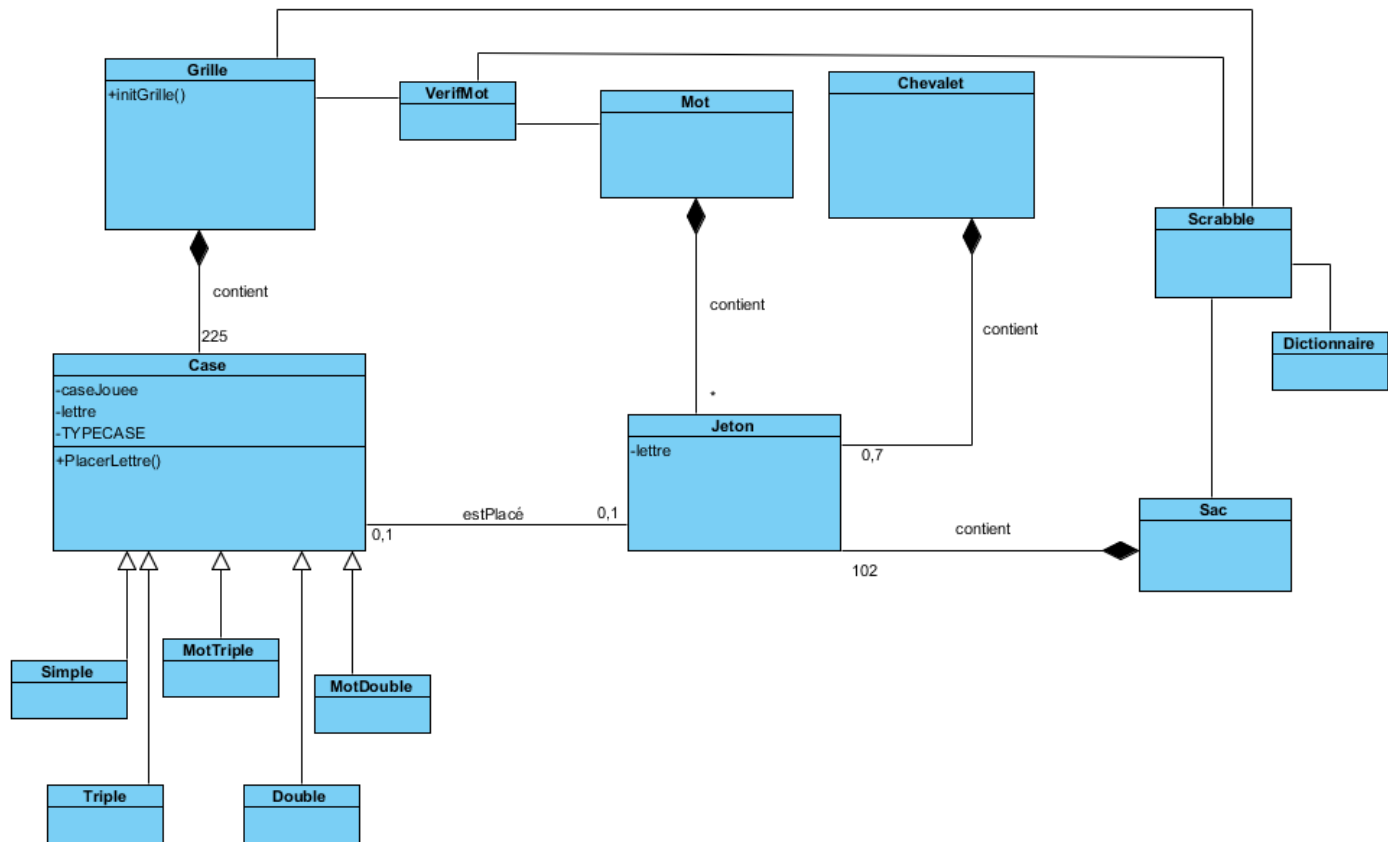 Grille
+initGrille()
VerifMot
Mot
Chevalet
Scrabble
contient
contient
contient
225
Dictionnaire
Case
-caseJouee
-lettre
-TYPECASE
+PlacerLettre()
*
Jeton
-lettre
0,7
estPlacé
0,1
0,1
contient
Sac
102
MotTriple
Simple
MotDouble
Triple
Double